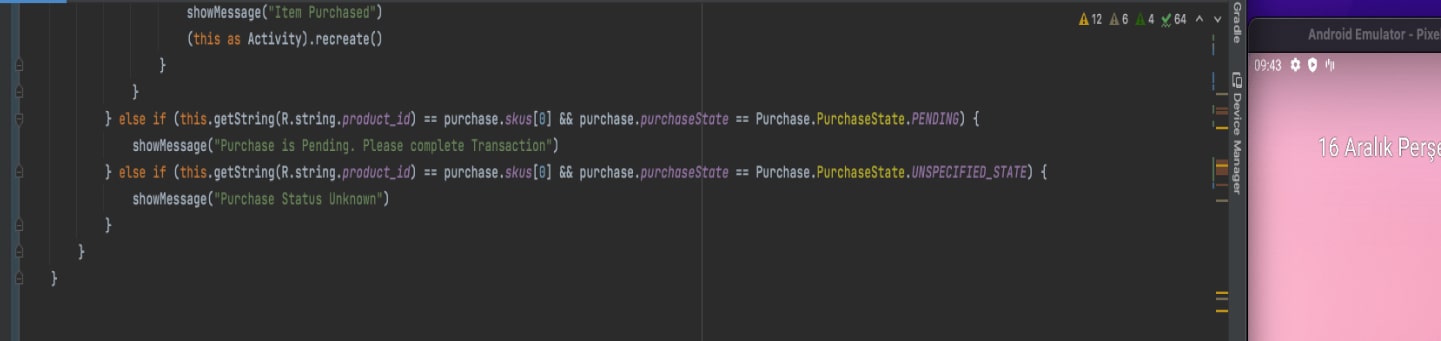 showMessage("Item Purchased")
(this as Activity).recreate()
}
}
} else if (this.getString(R.string.product_id) == purchase.skus[0] && purchase.purchaseState == Purchase.PurchaseState.PENDING) {
showMessage("Purchase is Pending. Please complete Transaction")
} else if (this.getString(R.string.product_id) == purchase.skus[0] && purchase.purchaseState == Purchase.PurchaseState.UNSPECIFIED_STATE) {
showMessage("Purchase Status Unknown")
}
}
}
12 6 4 64
Gradle
Device Manager
Android Emulator - Pixe
09:43
16 Aralık Perşe